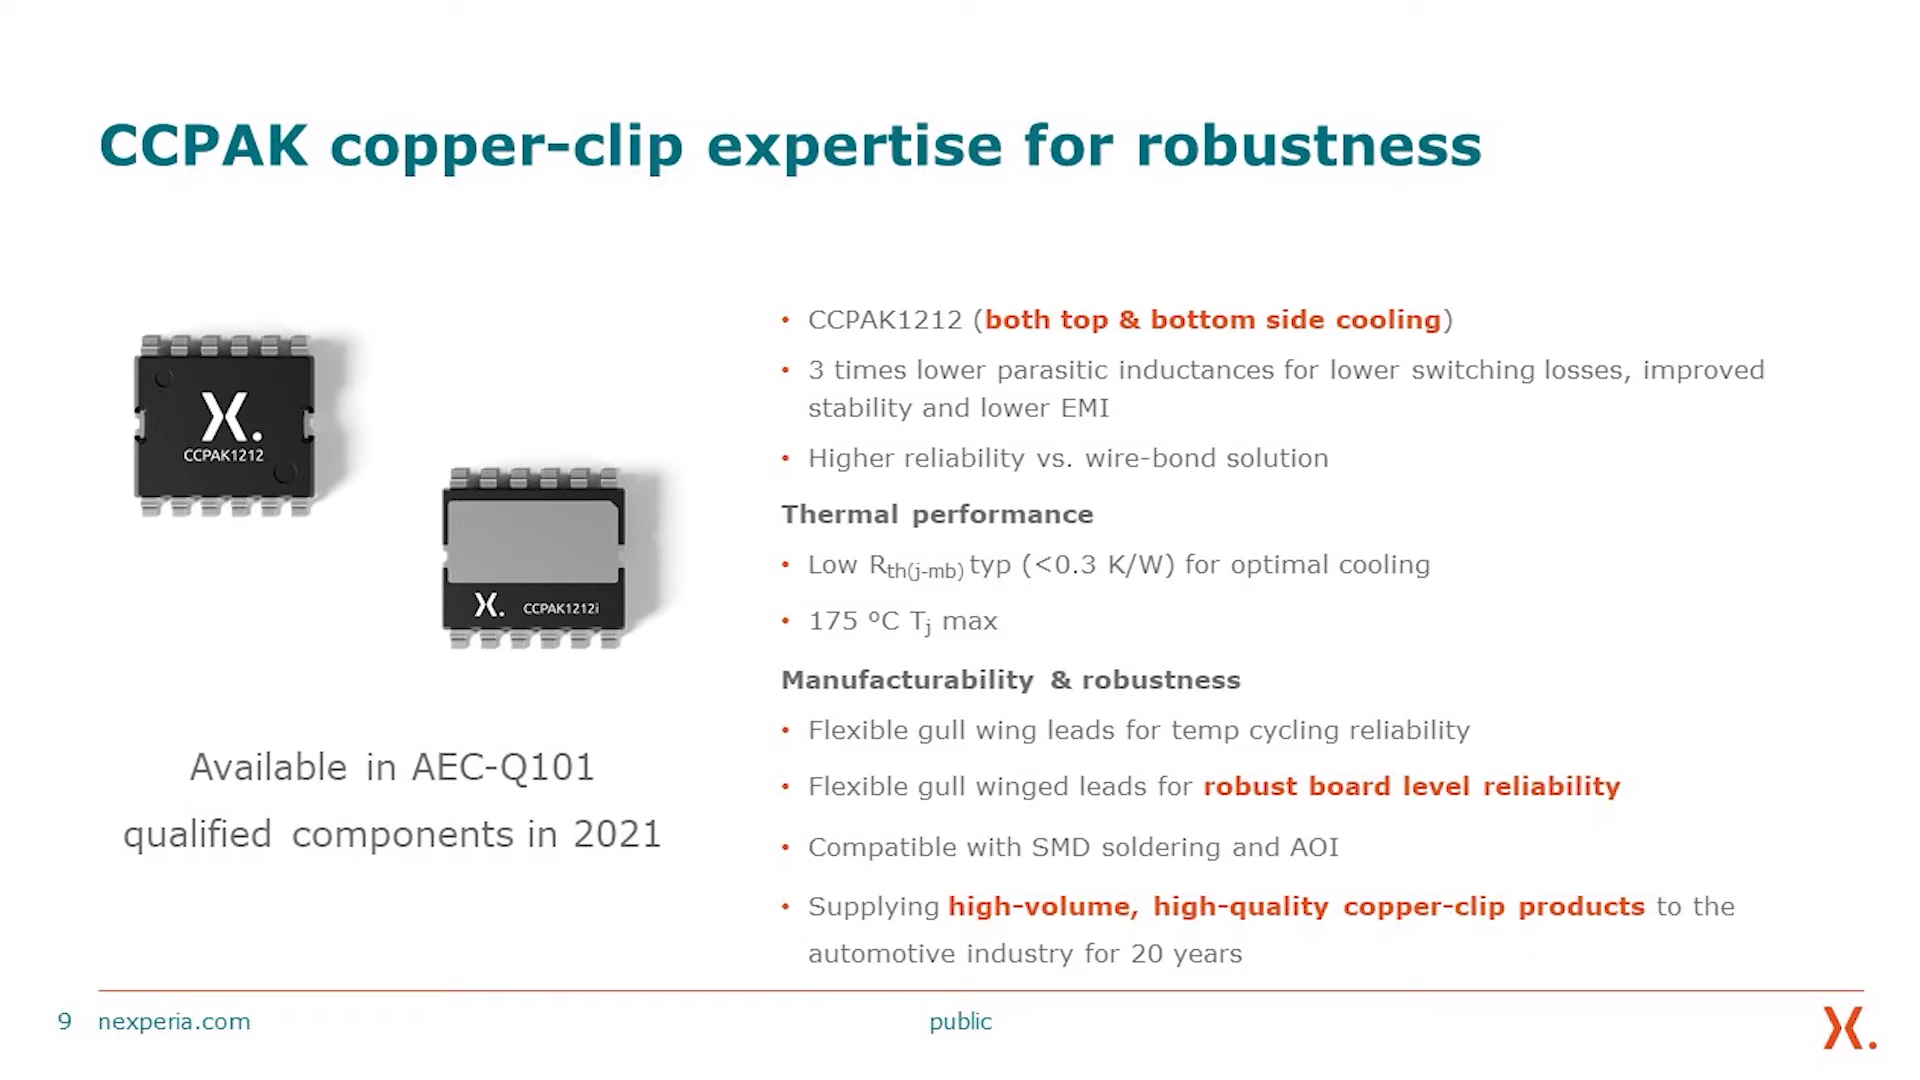 CCPAK copper-clip expertise for robustness
X.
CCPAK1212
X. CCPAK1212i
Available in AEC-Q101
qualified components in 2021
• CCPAK1212 (both top & bottom side cooling)
• 3 times lower parasitic inductances for lower switching losses, improved
stability and lower EMI
• Higher reliability vs. wire-bond solution
Thermal performance
• Low Rth(j-mb) typ (<0.3 K/W) for optimal cooling
• 175 ºC Tj max
Manufacturability & robustness
• Flexible gull wing leads for temp cycling reliability
• Flexible gull winged leads for robust board level reliability
• Compatible with SMD soldering and AOI
• Supplying high-volume, high-quality copper-clip products to the
automotive industry for 20 years
9 nexperia.com public X.